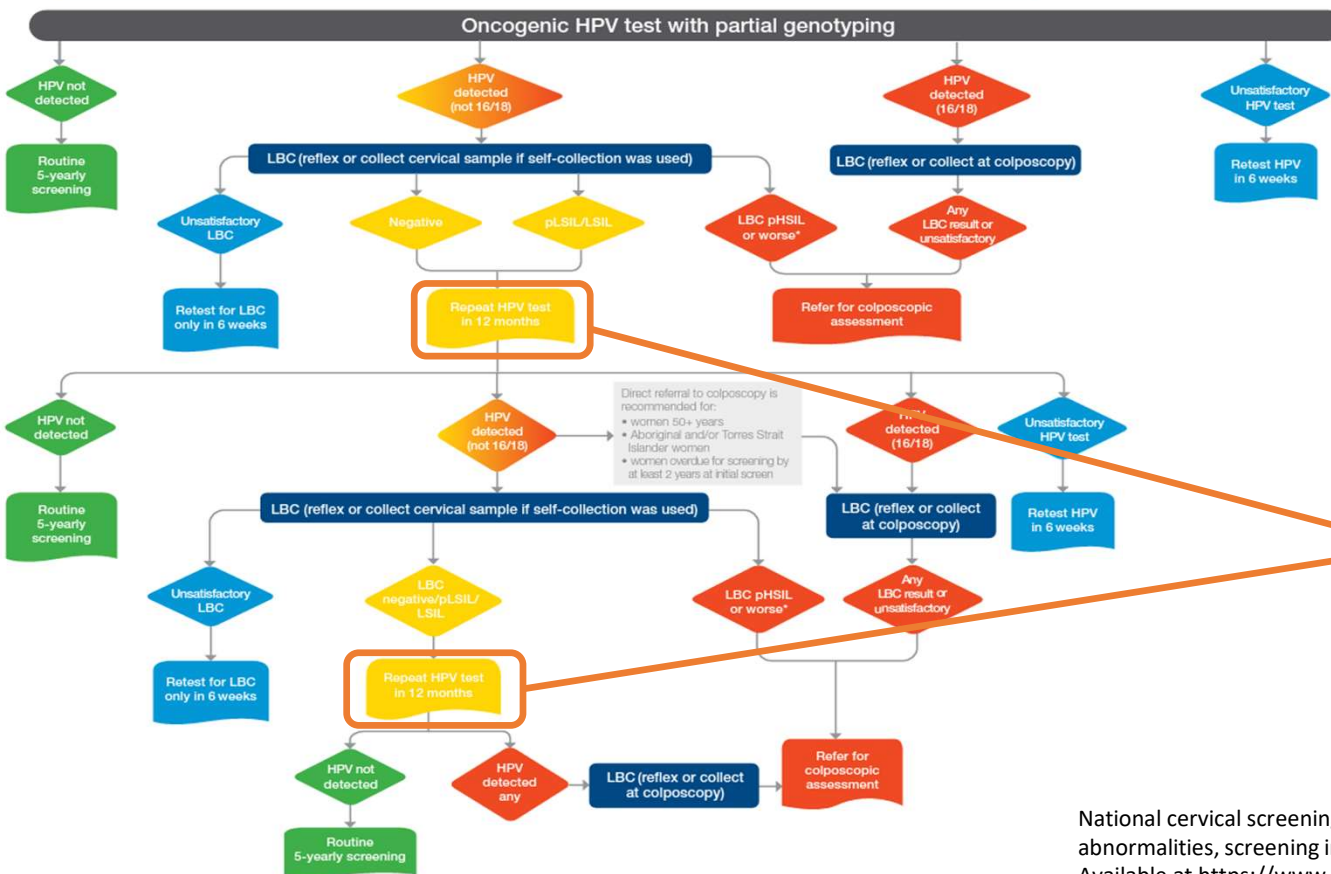 Oncogenic HPV test with partial genotyping
HPV not
detected
HPV
detected
(not 16/18)
HPV
detected
(16/18)
Unsatisfactory
HPV test
Routine
5-yearly
screening
LBC (reflex or collect cervical sample if self-collection was used)
LBC (reflex or collect at colposcopy)
Retest HPV
in 6 weeks
Unsatisfactory
LBC
Negative
pLSIL/LSIL
LBC pHSIL
or worse*
Any
LBC result or
unsatisfactory
Retest for LBC
only in 6 weeks
Repeat HPV test
in 12 months
Refer for colposcopic
assessment
HPV not
detected
HPV
detected
(not 16/18)
Direct referral to colposcopy is
recommended for:
• women 50+ years
• Aboriginal and/or Torres Strait
Islander women
• women overdue for screening by
at least 2 years at initial screen
HPV
detected
(16/18)
Unsatisfactory
HPV test
Routine
5-yearly
screening
LBC (reflex or collect cervical sample if self-collection was used)
LBC (reflex or collect
at colposcopy)
Retest HPV
in 6 weeks
Unsatisfactory
LBC
LBC
negative/pLSIL/
LSIL
LBC pHSIL
or worse*
Any
LBC result or
unsatisfactory
Retest for LBC
only in 6 weeks
Repeat HPV test
in 12 months
HPV not
detected
HPV
detected
any
LBC (reflex or collect
at colposcopy)
Refer for
colposcopic
assessment
Routine
5-yearly screening
National cervical screening
abnormalities, screening
Available at https://www